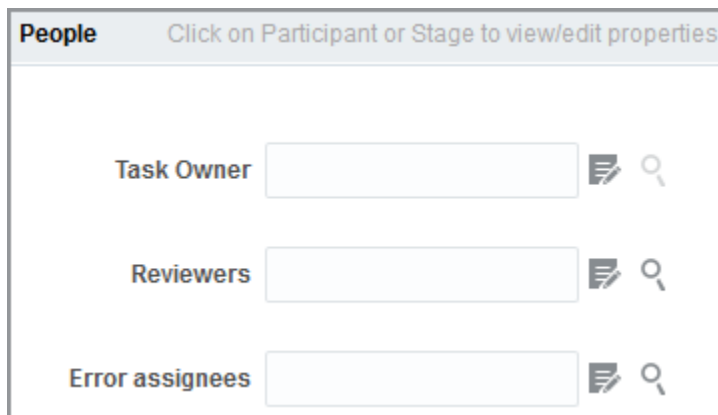 People Click on Participant or Stage to view/edit properties
Task Owner
Reviewers
Error assignees